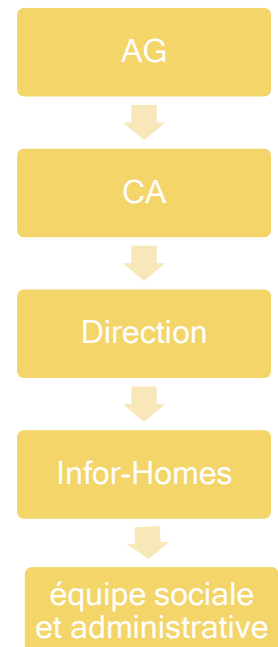 AG
CA
Direction
Infor-Homes
équipe sociale
et administrative